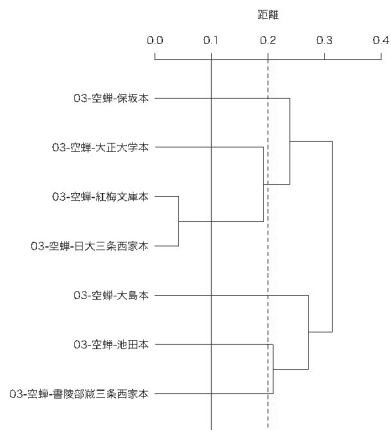 距離
0.0 0.1 0.2 0.3 0.4
03-空蝉-保坂本
03-空蝉-大正大学本
03-空蝉-紅梅文庫本
03-空蝉-日大三条西家本
03-空蝉-大島本
03-空蝉-池田本
03-空蝉-書陵部蔵三条西家本